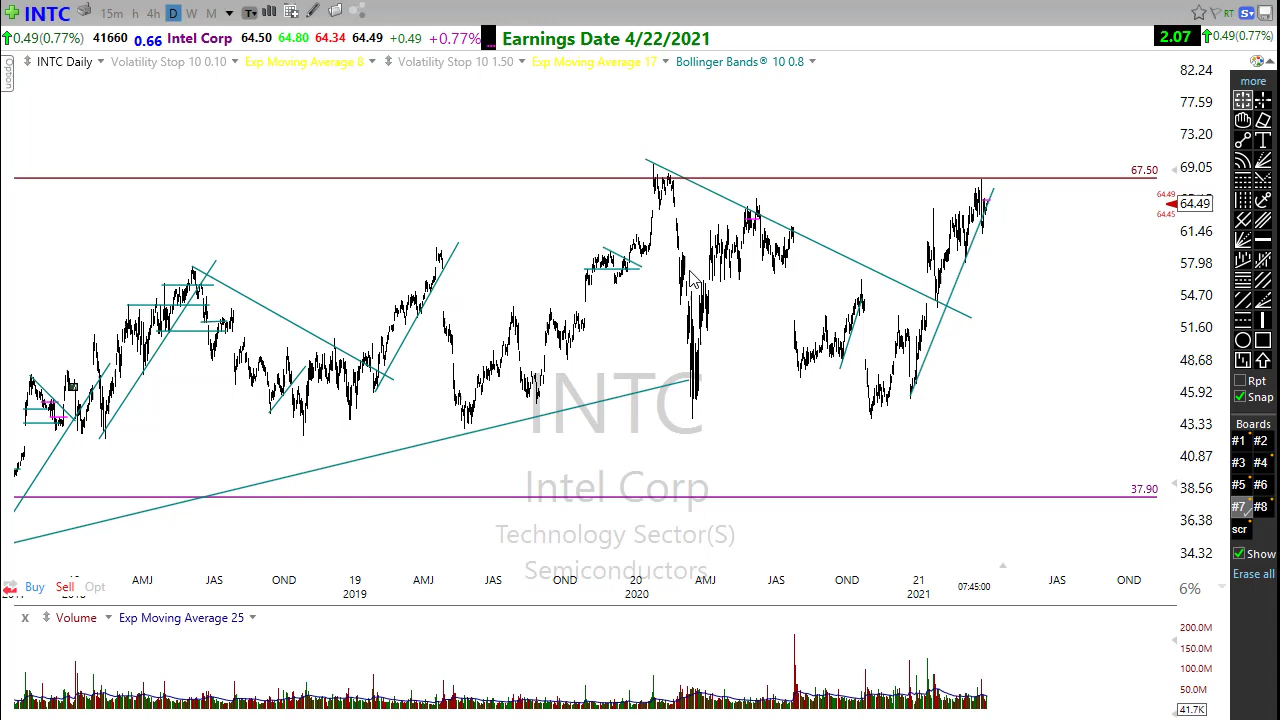 INTC 15m h 4h D W M T RT S
0.49(0.77%) 41660 0.66 Intel Corp 64.50 64.80 64.34 64.49 +0.49 +0.77% Earnings Date 4/22/2021 2.07 0.49(0.77%)
Option
INTC Daily Volatility Stop 10 0.10 Exp Moving Average 8 Volatility Stop 10 1.50 Exp Moving Average 17 Bollinger Bands® 10 0.8
82.24
77.59
73.20
69.05
67.50
64.49
64.49
64.45
61.46
57.98
54.70
51.60
48.68
45.92
43.33
40.87
38.56
37.90
36.38
34.32
INTC
Intel Corp
Technology Sector(S)
Semiconductors
AMJ JAS OND 19 AMJ JAS OND 20 AMJ JAS OND 21 JAS OND
2019 2020 2021 07:45:00
Buy Sell Opt
6%
x Volume Exp Moving Average 25
200.0M
150.0M
100.0M
50.0M
41.7K
more
T
Rpt
Snap
Boards
#1 #2
#3 #4
#5 #6
#7 #8
scr
Show
Erase all